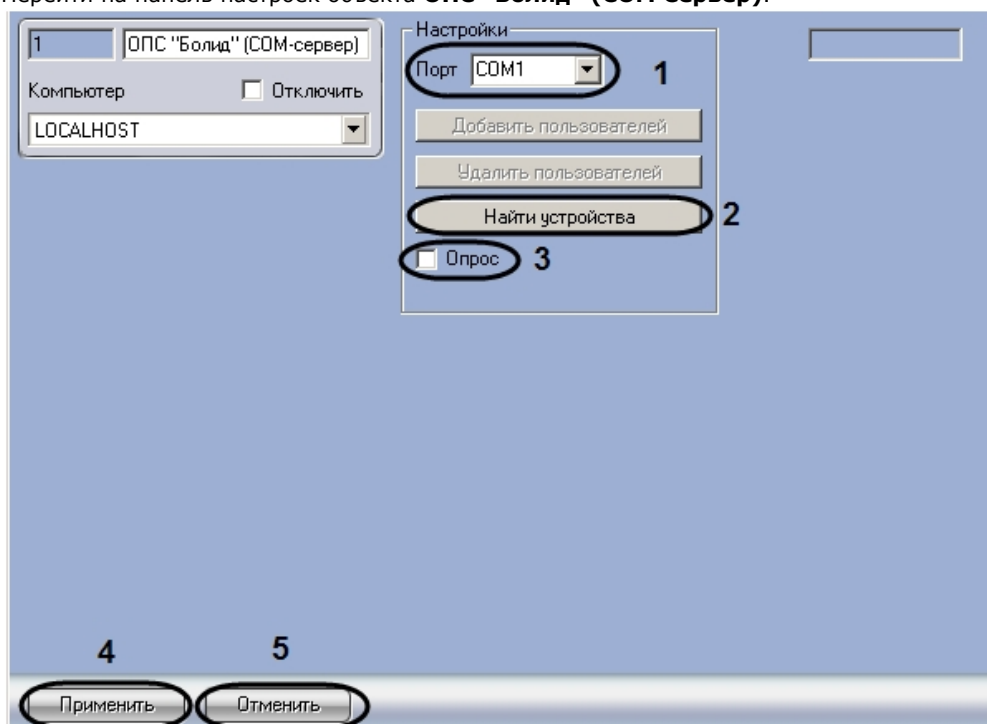 Перейти на панель настроек объекта ОПС "Болид" (COM-сервер).
1 ОПС "Болид" (COM-сервер)
Компьютер Отключить
LOCALHOST
Настройки
Порт COM1 1
Добавить пользователей
Удалить пользователей
Найти устройства 2
Опрос 3
4 5
Применить Отменить